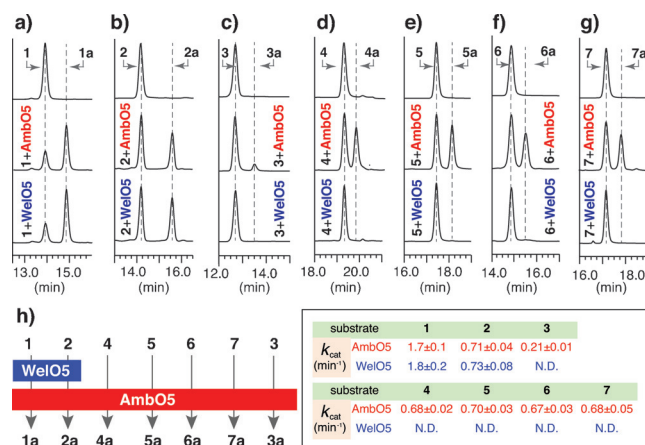 a) b) c) d) e) f) g)
1 1a 2 2a 3 3a 4 4a 5 5a 6 6a 7 7a
1+AmbO5 2+AmbO5 3+AmbO5 4+AmbO5 5+AmbO5 6+AmbO5 7+AmbO5
1+WelO5 2+WelO5 3+WelO5 4+WelO5 5+WelO5 6+WelO5 7+WelO5
13.0 15.0 14.0 16.0 12.0 14.0 18.0 20.0 16.0 18.0 14.0 16.0 16.0 18.0
(min) (min) (min) (min) (min) (min) (min)
h)
1 2 4 5 6 7 3
WelO5
AmbO5
1a 2a 4a 5a 6a 7a 3a
substrate 1 2 3
kcat (min-1) AmbO5 1.7±0.1 0.71±0.04 0.21±0.01
WelO5 1.8±0.2 0.73±0.08 N.D.
substrate 4 5 6 7
kcat (min-1) AmbO5 0.68±0.02 0.70±0.03 0.67±0.03 0.68±0.05
WelO5 N.D. N.D. N.D. N.D.